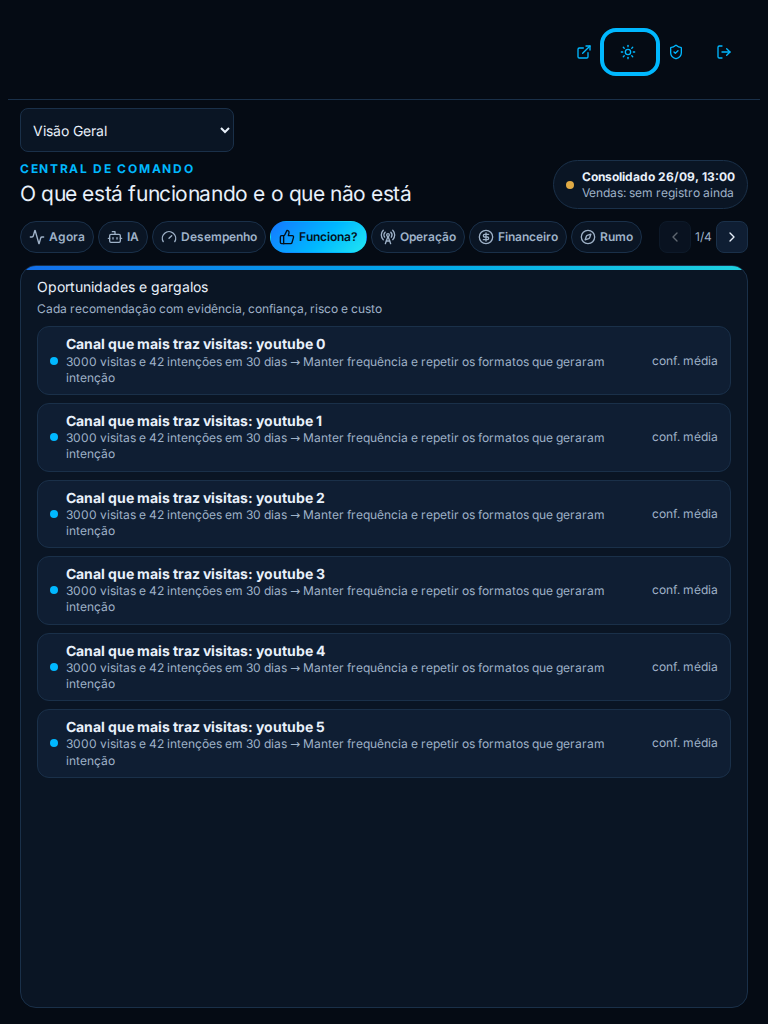 Visão Geral
CENTRAL DE COMANDO
O que está funcionando e o que não está
Consolidado 26/09, 13:00
Vendas: sem registro ainda
Agora
IA
Desempenho
Funciona?
Operação
Financeiro
Rumo
1/4
Oportunidades e gargalos
Cada recomendação com evidência, confiança, risco e custo
Canal que mais traz visitas: youtube 0
3000 visitas e 42 intenções em 30 dias → Manter frequência e repetir os formatos que geraram
intenção
conf. média
Canal que mais traz visitas: youtube 1
3000 visitas e 42 intenções em 30 dias → Manter frequência e repetir os formatos que geraram
intenção
conf. média
Canal que mais traz visitas: youtube 2
3000 visitas e 42 intenções em 30 dias → Manter frequência e repetir os formatos que geraram
intenção
conf. média
Canal que mais traz visitas: youtube 3
3000 visitas e 42 intenções em 30 dias → Manter frequência e repetir os formatos que geraram
intenção
conf. média
Canal que mais traz visitas: youtube 4
3000 visitas e 42 intenções em 30 dias → Manter frequência e repetir os formatos que geraram
intenção
conf. média
Canal que mais traz visitas: youtube 5
3000 visitas e 42 intenções em 30 dias → Manter frequência e repetir os formatos que geraram
intenção
conf. média